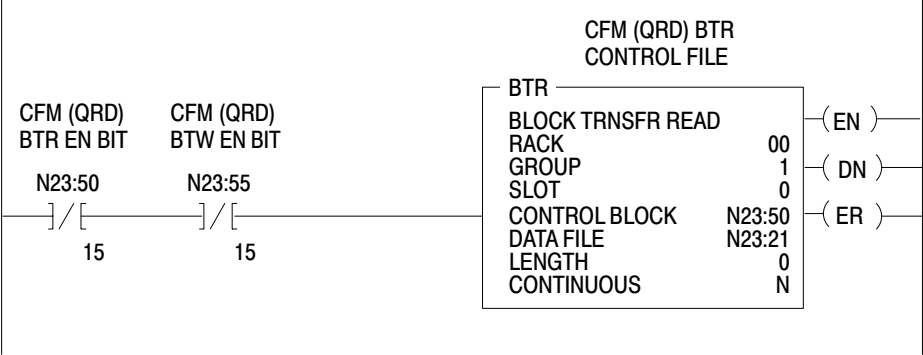 CFM (QRD) BTR
CONTROL FILE
BTR
CFM (QRD)
BTR EN BIT
CFM (QRD)
BTW EN BIT
N23:50
N23:55
15
15
BLOCK TRNSFR READ
RACK 00
GROUP 1
SLOT 0
CONTROL BLOCK N23:50
DATA FILE N23:21
LENGTH 0
CONTINUOUS N
EN
DN
ER